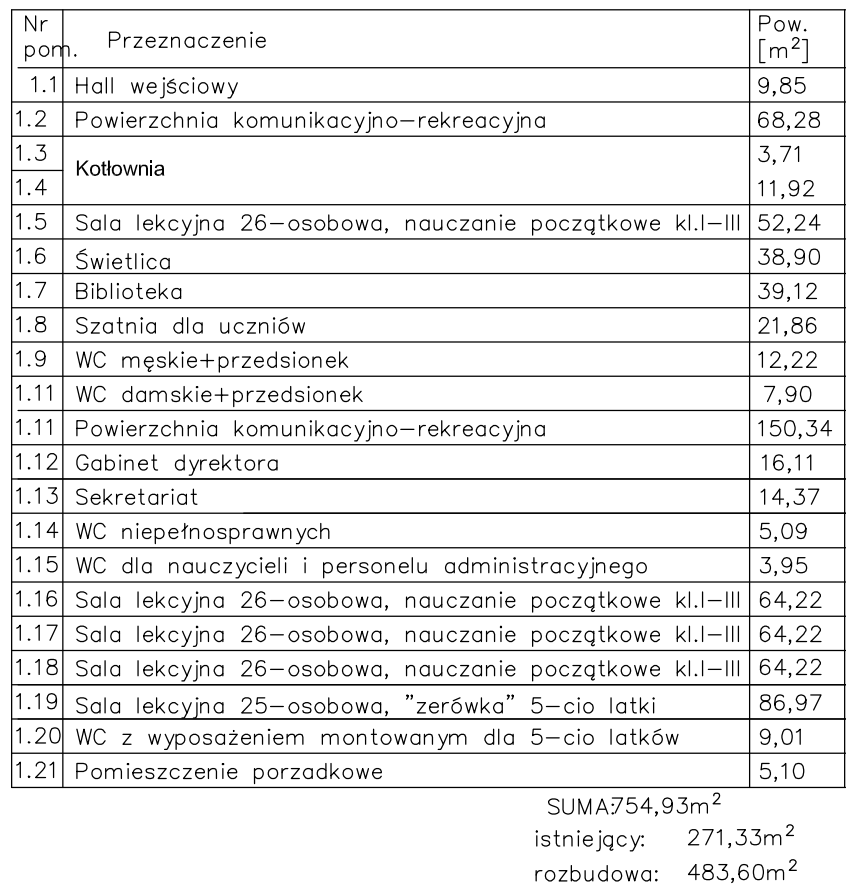 Nr pom. Przeznaczenie Pow. [m²]
1.1 Hall wejściowy 9,85
1.2 Powierzchnia komunikacyjno-rekreacyjna 68,28
1.3 Kotłownia 3,71
1.4 11,92
1.5 Sala lekcyjna 26-osobowa, nauczanie początkowe kl.I-III 52,24
1.6 Świetlica 38,90
1.7 Biblioteka 39,12
1.8 Szatnia dla uczniów 21,86
1.9 WC męskie+przedsionek 12,22
1.11 WC damskie+przedsionek 7,90
1.11 Powierzchnia komunikacyjno-rekreacyjna 150,34
1.12 Gabinet dyrektora 16,11
1.13 Sekretariat 14,37
1.14 WC niepełnosprawnych 5,09
1.15 WC dla nauczycieli i personelu administracyjnego 3,95
1.16 Sala lekcyjna 26-osobowa, nauczanie początkowe kl.I-III 64,22
1.17 Sala lekcyjna 26-osobowa, nauczanie początkowe kl.I-III 64,22
1.18 Sala lekcyjna 26-osobowa, nauczanie początkowe kl.I-III 64,22
1.19 Sala lekcyjna 25-osobowa, "zerówka" 5-cio latki 86,97
1.20 WC z wyposażeniem montowanym dla 5-cio latków 9,01
1.21 Pomieszczenie porzadkowe 5,10
SUMA:754,93m²
istniejący: 271,33m²
rozbudowa: 483,60m²